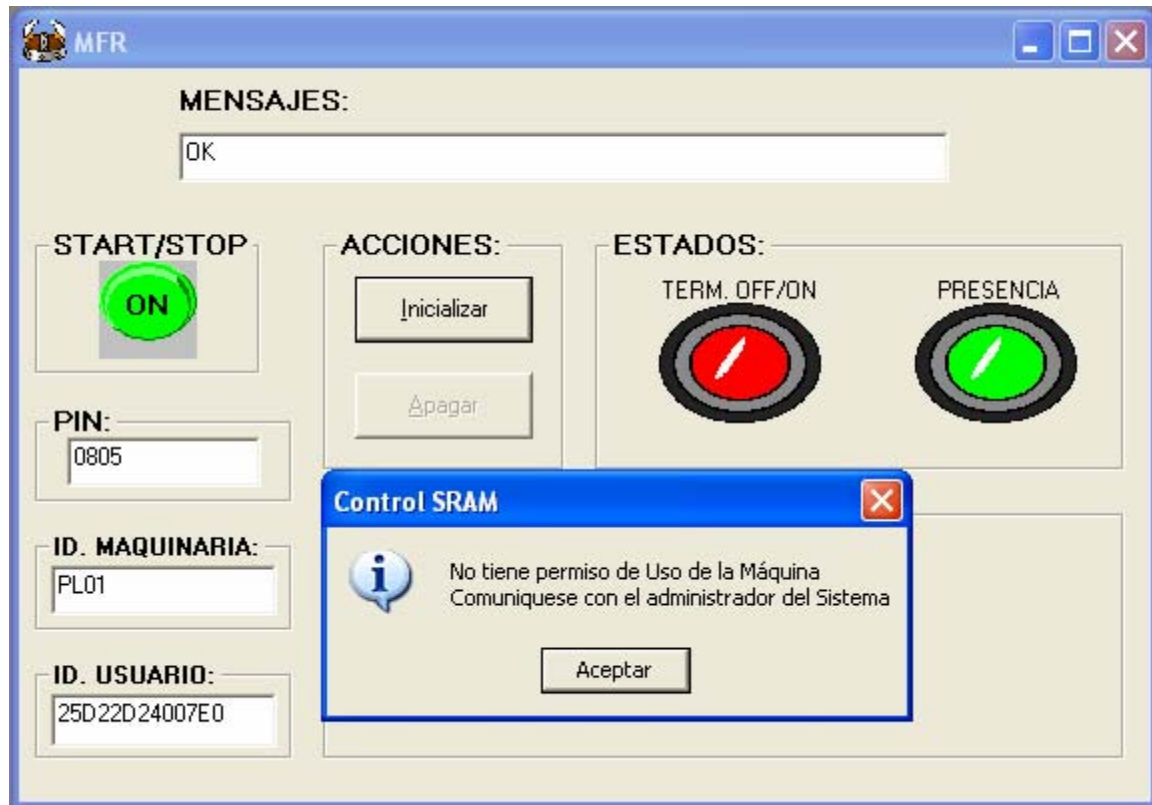 MFR
MENSAJES:
OK
START/STOP
ON
ACCIONES:
Inicializar
Apagar
ESTADOS:
TERM. OFF/ON
PRESENCIA
PIN:
0805
ID. MAQUINARIA:
PL01
ID. USUARIO:
25D22D24007E0
Control SRAM
No tiene permiso de Uso de la Máquina
Comuniquese con el administrador del Sistema
Aceptar